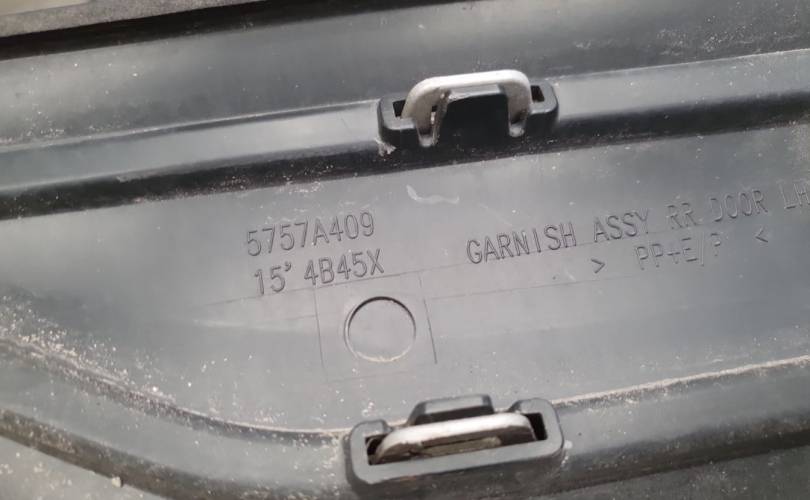 5757A409
15' 4B45X
GARNISH ASSY RR DOOR LH
> PP+E/P <